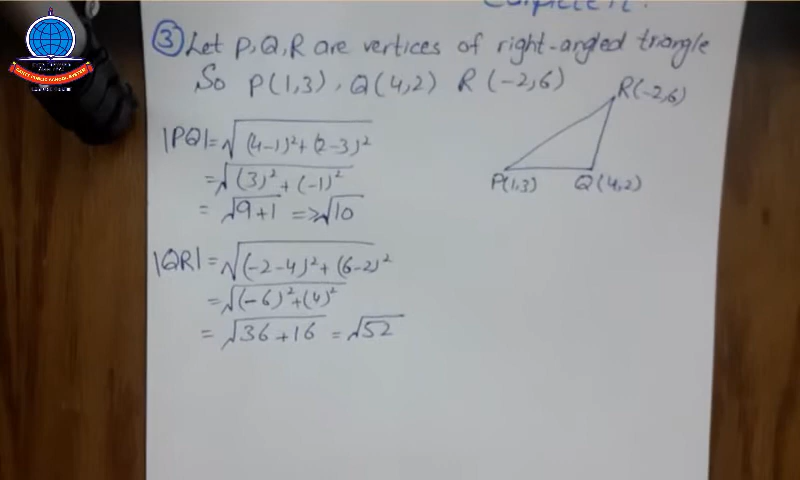 Complete it.
③ Let P, Q, R are vertices of right-angled triangle
So P(1,3), Q(4,2) R(-2,6)
R(-2,6)
P(1,3) Q(4,2)
|PQ| = √(4-1)²+(2-3)²
= √(3)²+(-1)²
= √9+1 => √10
|QR| = √(-2-4)²+(6-2)²
= √(-6)²+(4)²
= √36+16 = √52